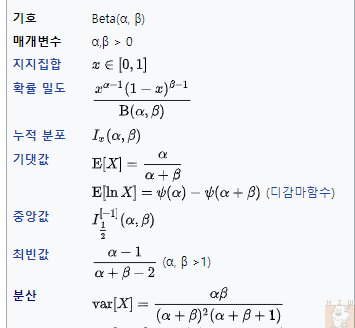 기호 Beta(α, β)
매개변수 α,β > 0
지지집합 x ∈ [0, 1]
확률 밀도 x^{α−1}(1 − x)^{β−1} / B(α, β)
누적 분포 I_x(α, β)
기댓값 E[X] = α / (α + β)
E[ln X] = ψ(α) − ψ(α + β) (디감마함수)
중앙값 I_{1/2}^{[−1]}(α, β)
최빈값 (α − 1) / (α + β − 2) (α, β >1)
분산 var[X] = αβ / ((α + β)^2(α + β + 1))